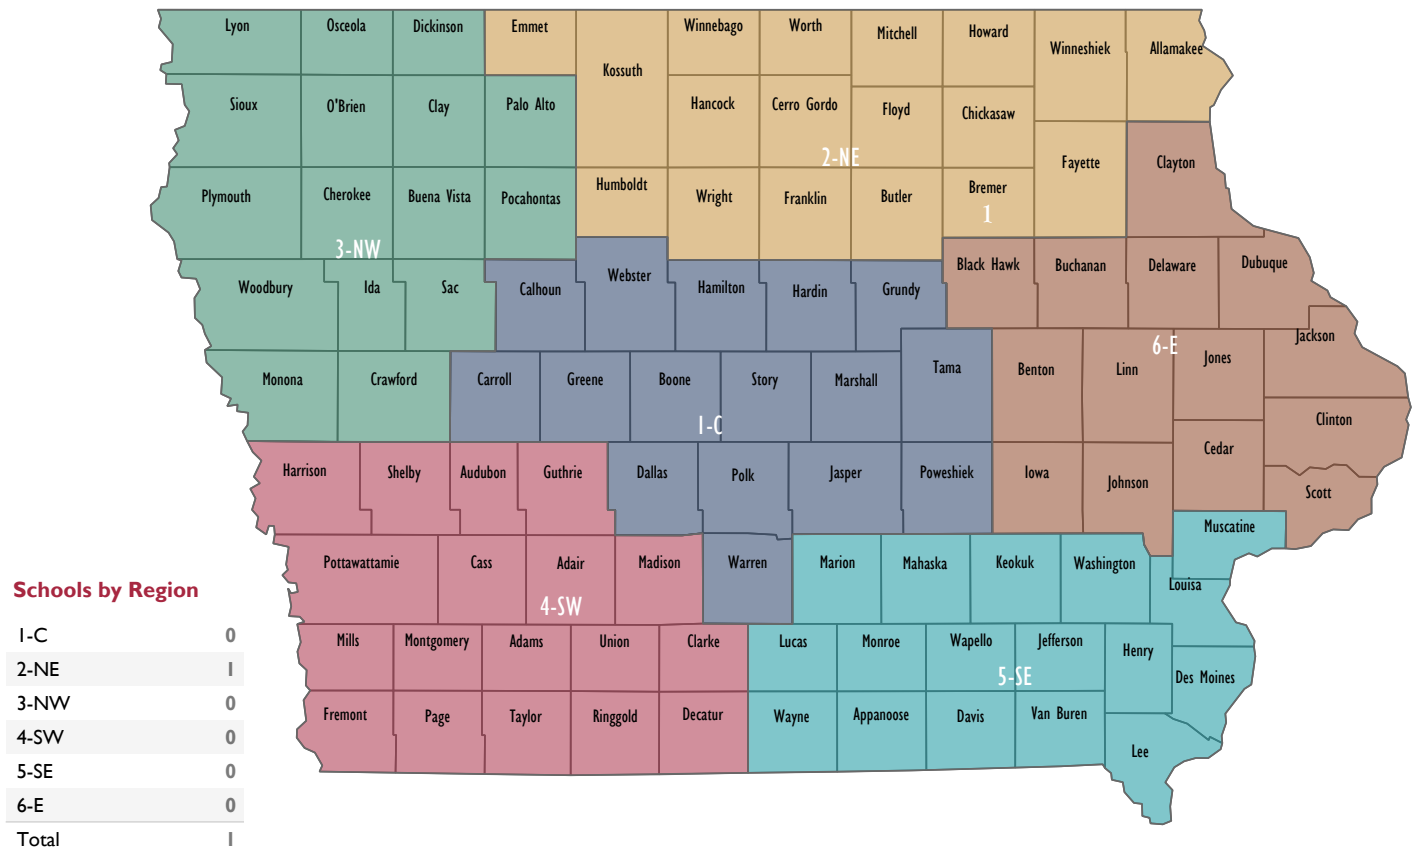 Lyon Osceola Dickinson Emmet Winnebago Worth Mitchell Howard
Winneshiek Allamakee
Kossuth
Sioux O'Brien Clay Palo Alto Hancock Cerro Gordo Floyd Chickasaw
2-NE
Fayette Clayton
Plymouth Cherokee Buena Vista Pocahontas Humboldt Wright Franklin Butler Bremer
1
3-NW
Woodbury Ida Sac Calhoun Webster Hamilton Hardin Grundy Black Hawk Buchanan Delaware Dubuque
Jackson
6-E
Monona Crawford Carroll Greene Boone Story Marshall Tama Benton Linn Jones
1-C
Clinton
Harrison Shelby Audubon Guthrie Dallas Polk Jasper Poweshiek Iowa Johnson Cedar
Scott
Muscatine
Pottawattamie Cass Adair Madison Warren Marion Mahaska Keokuk Washington
Louisa
4-SW
Mills Montgomery Adams Union Clarke Lucas Monroe Wapello Jefferson Henry
5-SE
Des Moines
Fremont Page Taylor Ringgold Decatur Wayne Appanoose Davis Van Buren
Lee
Schools by Region
1-C 0
2-NE 1
3-NW 0
4-SW 0
5-SE 0
6-E 0
Total 1